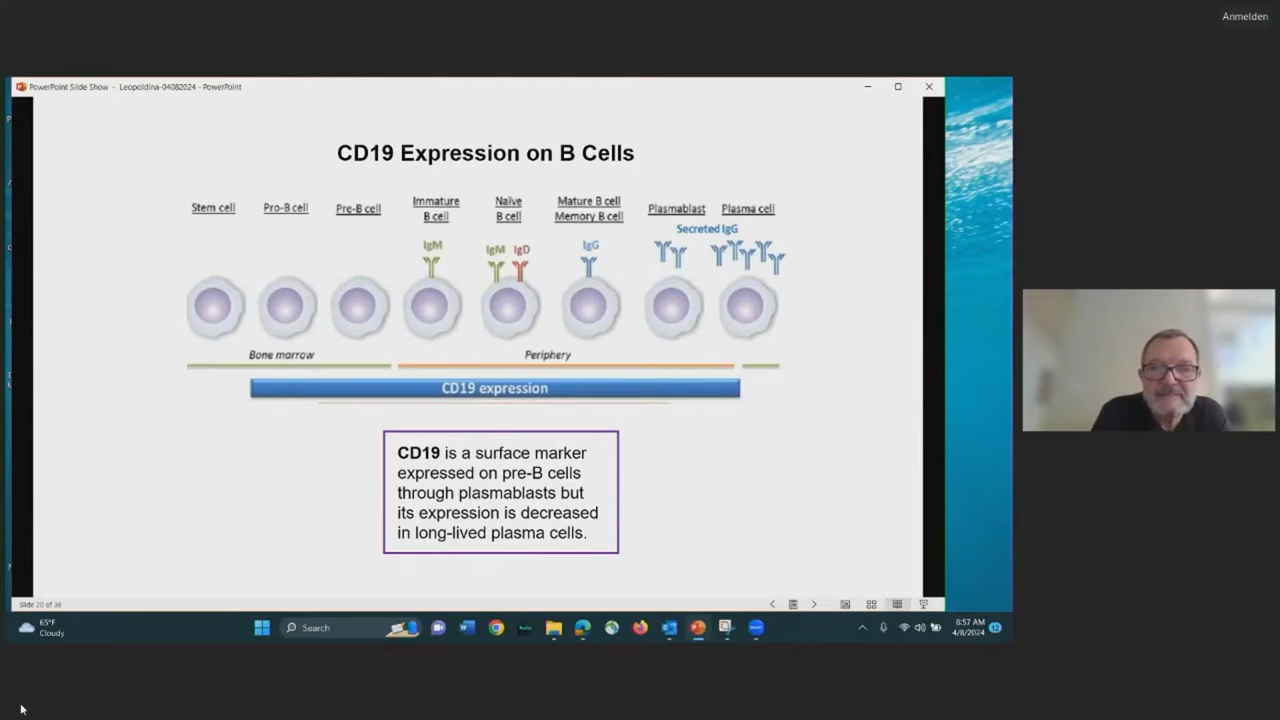 Anmelden
PowerPoint Slide Show - Leopoldina-04082024 - PowerPoint
CD19 Expression on B Cells
Stem cell
Pro-B cell
Pre-B cell
Immature
B cell
Naïve
B cell
Mature B cell
Memory B cell
Plasmablast
Plasma cell
Secreted IgG
IgM
IgM
IgD
IgG
Bone marrow
Periphery
CD19 expression
CD19 is a surface marker
expressed on pre-B cells
through plasmablasts but
its expression is decreased
in long-lived plasma cells.
Slide 20 of 36
65°F
Cloudy
Search
8:57 AM
4/8/2024
12